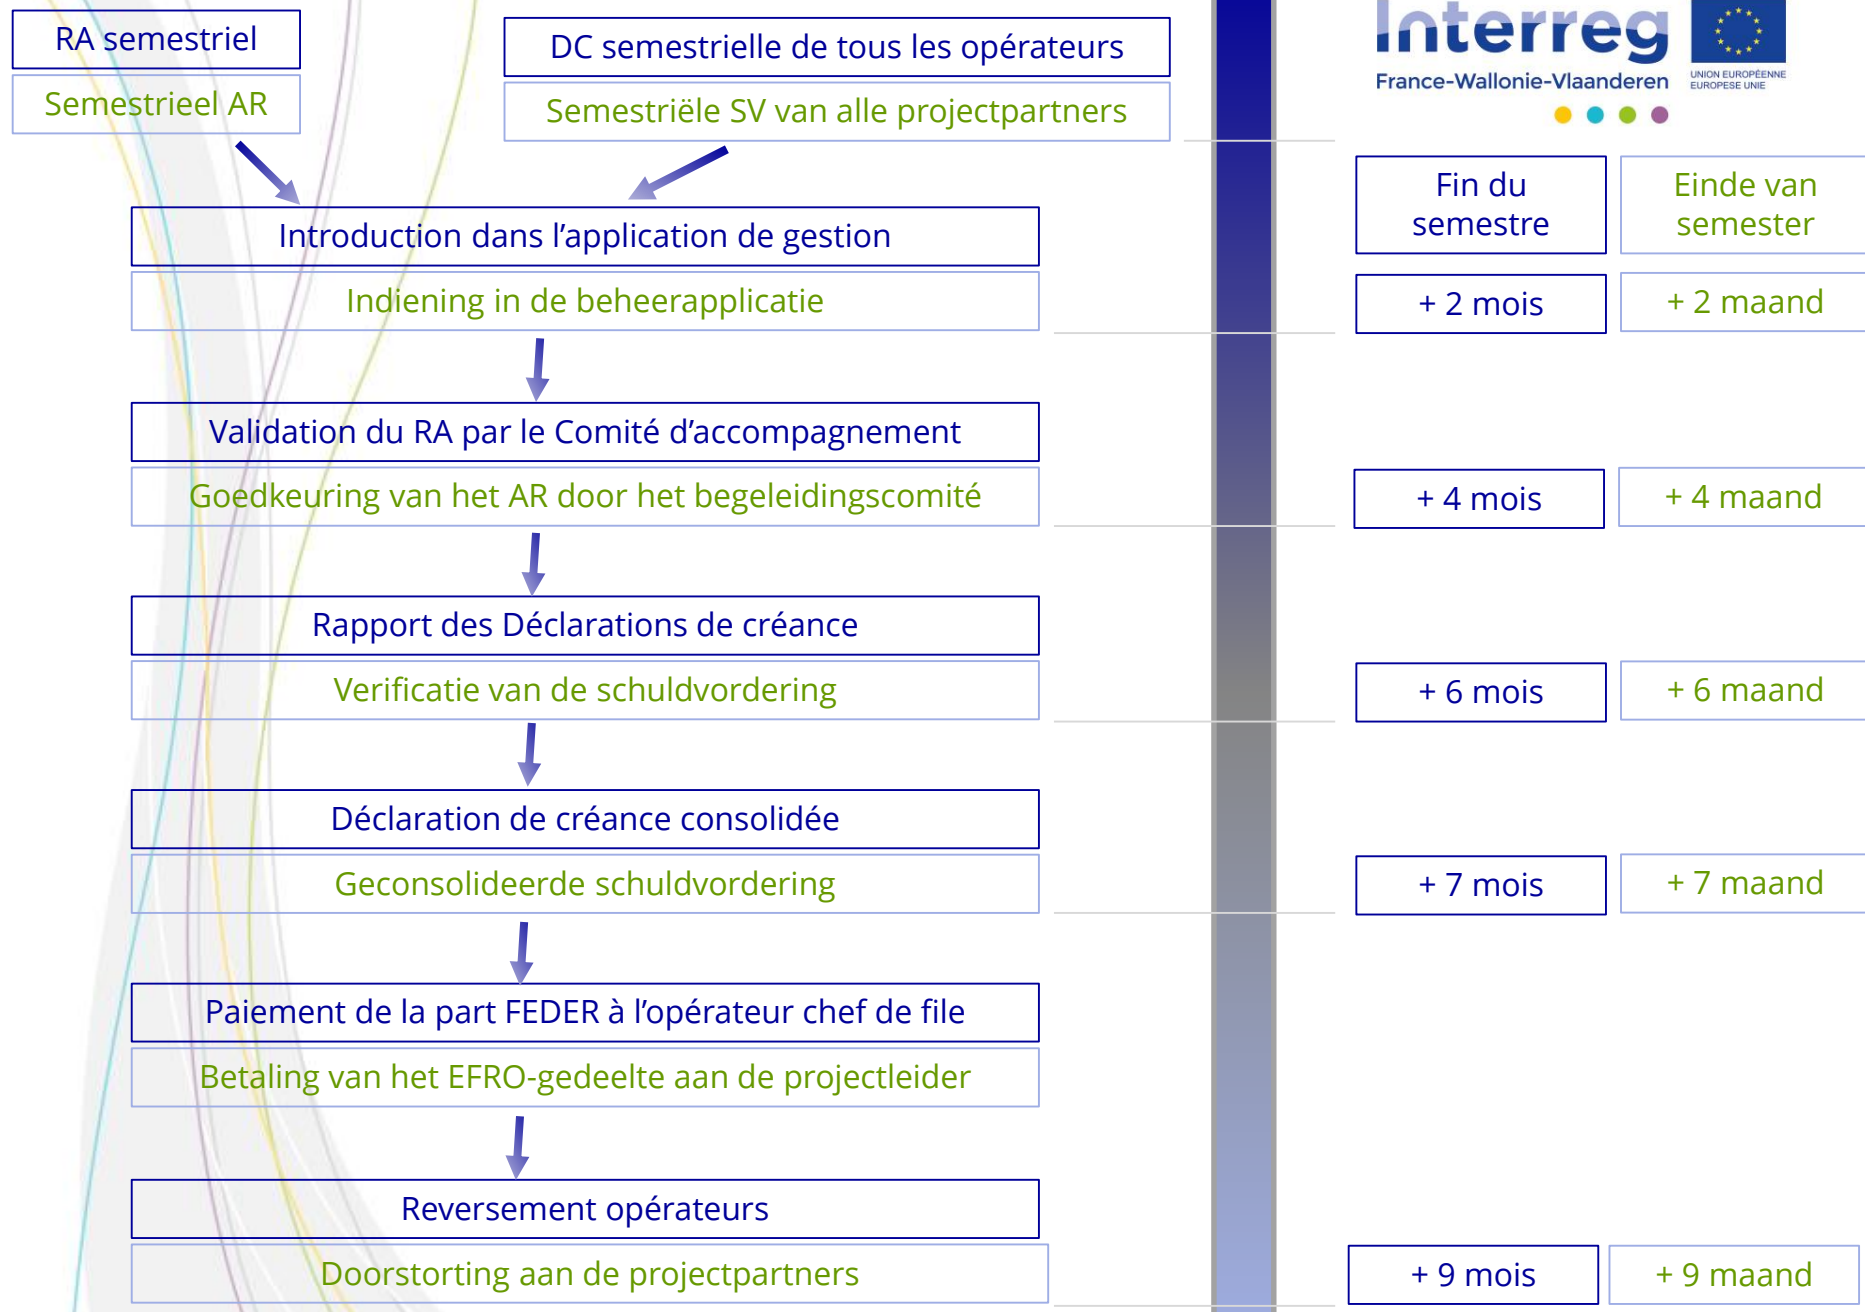 RA semestriel
Semestrieel AR
DC semestrielle de tous les opérateurs
Semestriële SV van alle projectpartners
Interreg
France-Wallonie-Vlaanderen
UNION EUROPÉENNE
EUROPESE UNIE
Fin du
semestre
Einde van
semester
Introduction dans l'application de gestion
Indiening in de beheerapplicatie
+ 2 mois
+ 2 maand
Validation du RA par le Comité d'accompagnement
Goedkeuring van het AR door het begeleidingscomité
+ 4 mois
+ 4 maand
Rapport des Déclarations de créance
Verificatie van de schuldvordering
+ 6 mois
+ 6 maand
Déclaration de créance consolidée
Geconsolideerde schuldvordering
+ 7 mois
+ 7 maand
Paiement de la part FEDER à l'opérateur chef de file
Betaling van het EFRO-gedeelte aan de projectleider
Reversement opérateurs
Doorstorting aan de projectpartners
+ 9 mois
+ 9 maand